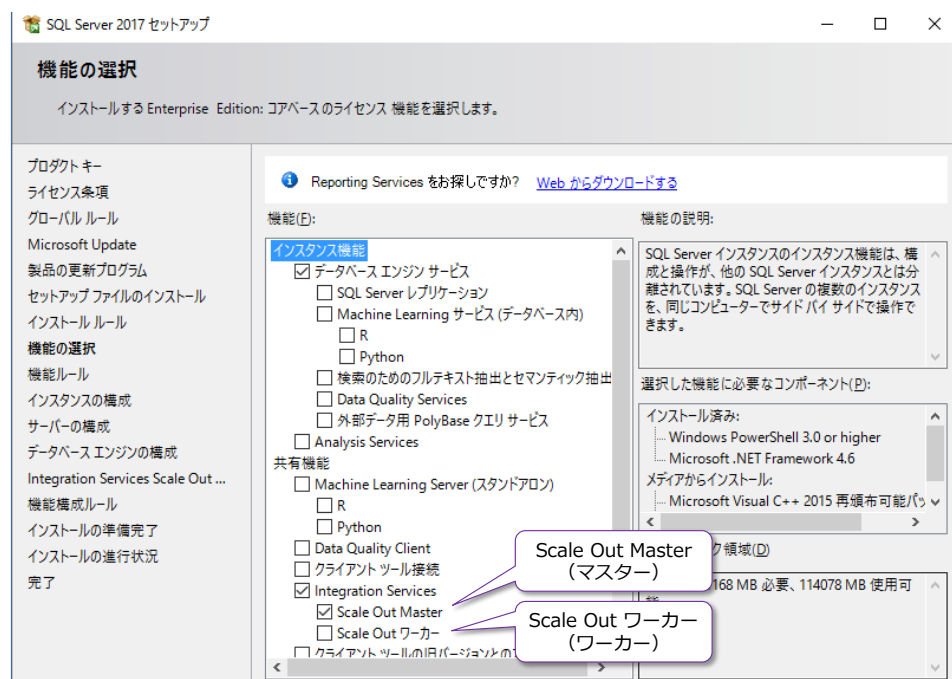 SQL Server 2017 セットアップ
機能の選択
インストールする Enterprise Edition: コアベースのライセンス 機能を選択します。
プロダクト キー
ライセンス条項
グローバル ルール
Microsoft Update
製品の更新プログラム
セットアップ ファイルのインストール
インストール ルール
機能の選択
機能ルール
インスタンスの構成
サーバーの構成
データベース エンジンの構成
Integration Services Scale Out ...
機能構成ルール
インストールの準備完了
インストールの進行状況
完了
Reporting Services をお探しですか? Web からダウンロードする
機能(F):
インスタンス機能
データベース エンジン サービス
SQL Server レプリケーション
Machine Learning サービス (データベース内)
R
Python
検索のためのフルテキスト抽出とセマンティック抽出
Data Quality Services
外部データ用 PolyBase クエリ サービス
Analysis Services
共有機能
Machine Learning Server (スタンドアロン)
R
Python
Data Quality Client
クライアント ツール接続
Integration Services
Scale Out Master
Scale Out ワーカー
クライアント ツールの旧バージョンとの
Scale Out Master
(マスター)
Scale Out ワーカー
(ワーカー)
機能の説明:
SQL Server インスタンスのインスタンス機能は、構
成と操作が、他の SQL Server インスタンスとは分
離されています。SQL Server の複数のインスタンス
を、同じコンピューターでサイド バイ サイドで操作で
きます。
選択した機能に必要なコンポーネント(P):
インストール済み:
Windows PowerShell 3.0 or higher
Microsoft .NET Framework 4.6
メディアからインストール:
Microsoft Visual C++ 2015 再頒布可能パッ
領域(D)
168 MB 必要、114078 MB 使用可